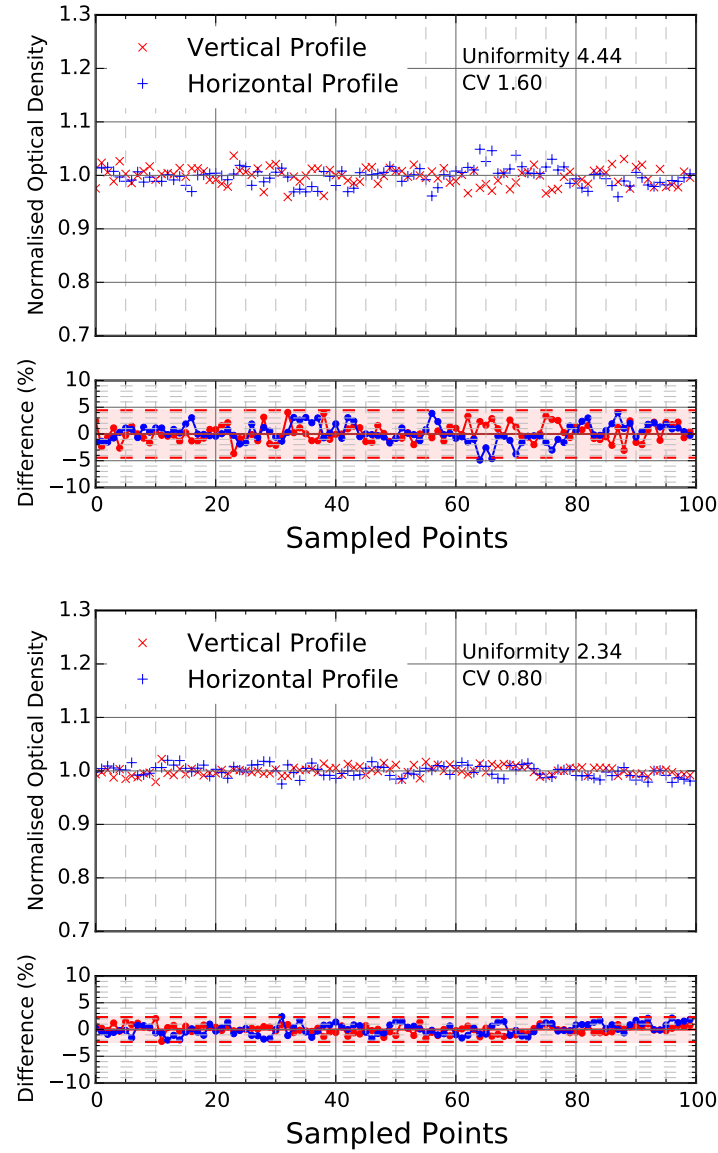 1.3
Vertical Profile
Horizontal Profile
Uniformity 4.44
CV 1.60
1.2
1.1
1.0
0.9
0.8
0.7
Normalised Optical Density
10
5
0
−5
−10
Difference (%)
0 20 40 60 80 100
Sampled Points
1.3
Vertical Profile
Horizontal Profile
Uniformity 2.34
CV 0.80
1.2
1.1
1.0
0.9
0.8
0.7
Normalised Optical Density
10
5
0
−5
−10
Difference (%)
0 20 40 60 80 100
Sampled Points